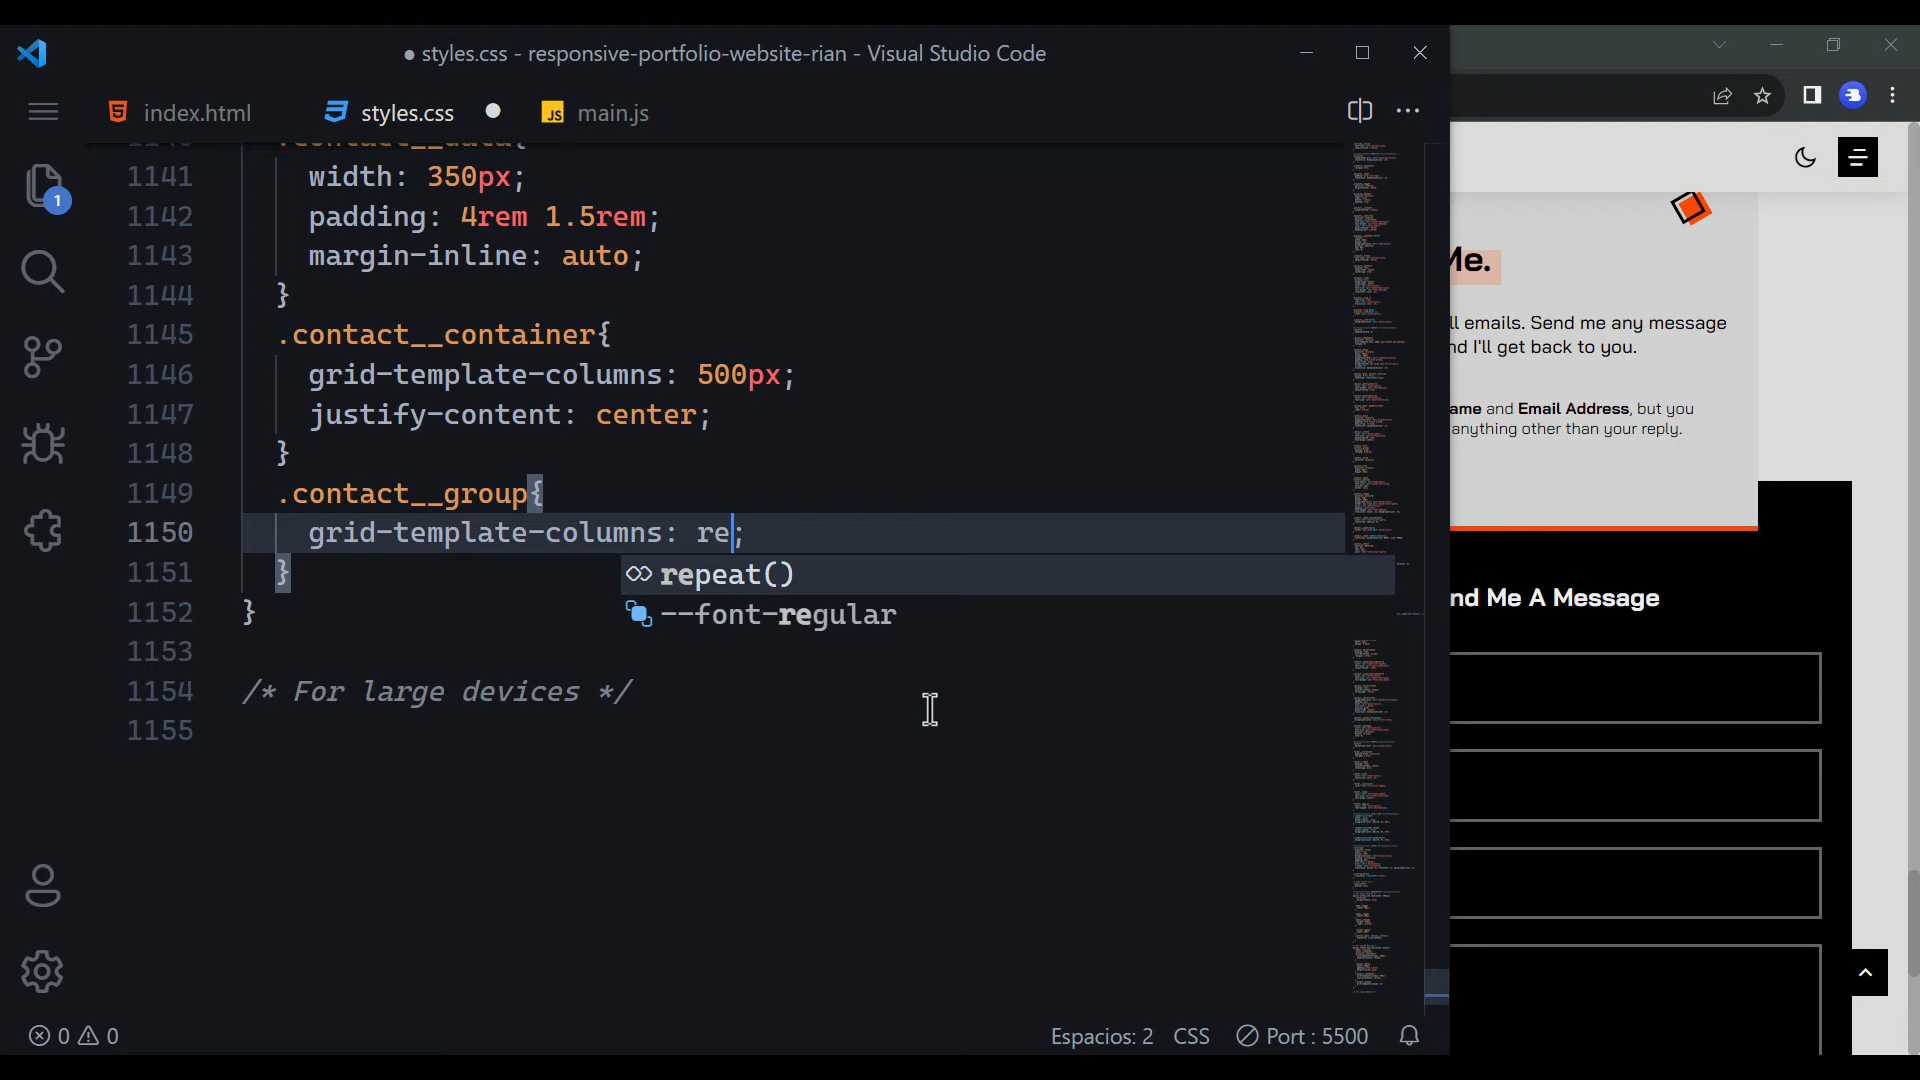 ● styles.css - responsive-portfolio-website-rian - Visual Studio Code
index.html
styles.css ●
JS main.js
1
1141 width: 350px;
1142 padding: 4rem 1.5rem;
1143 margin-inline: auto;
1144 }
1145 .contact__container{
1146 grid-template-columns: 500px;
1147 justify-content: center;
1148 }
1149 .contact__group{
1150 grid-template-columns: re;
1151 }
1152 }
1153
1154 /* For large devices */
1155
repeat()
--font-regular
0 0
Espacios: 2 CSS Port : 5500
Me.
ll emails. Send me any message
nd I'll get back to you.
ame and Email Address, but you
anything other than your reply.
nd Me A Message